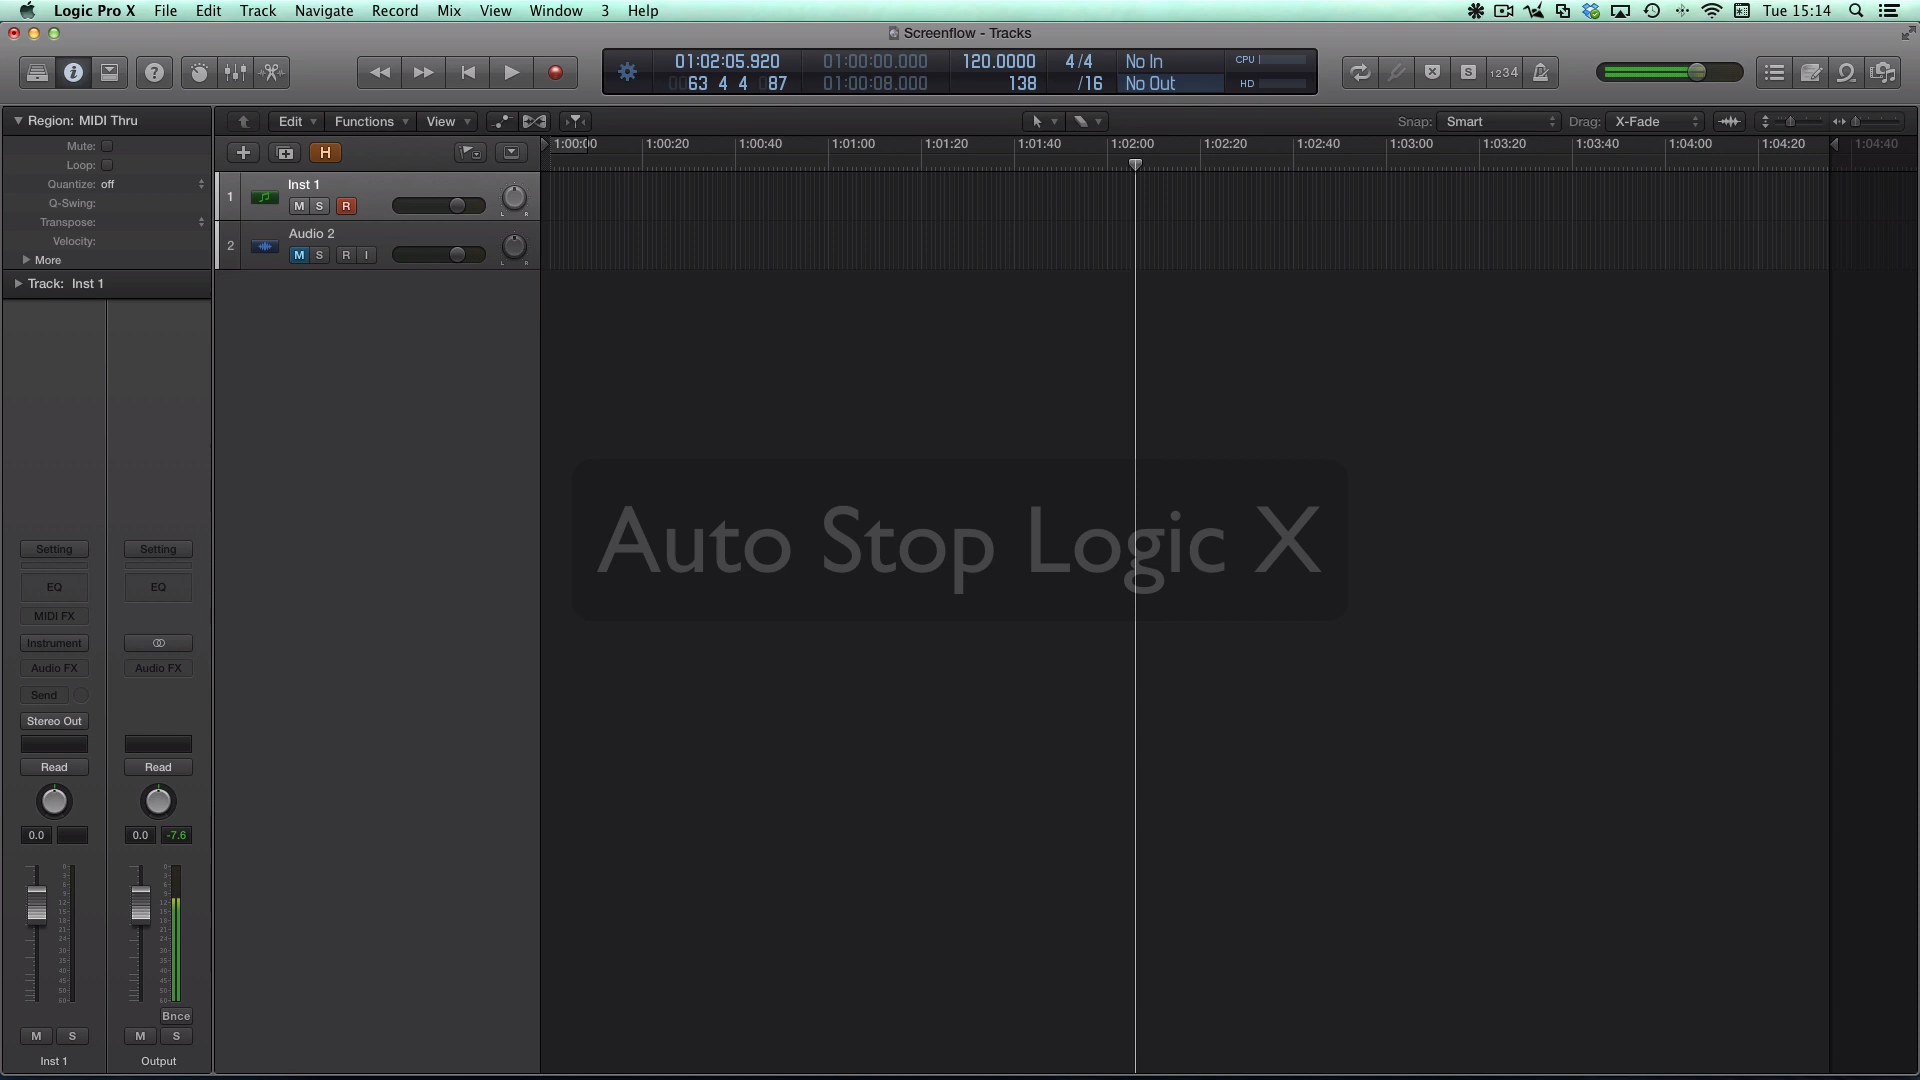 Logic Pro X File Edit Track Navigate Record Mix View Window 3 Help Tue 15:14
Screenflow - Tracks
01:02:05.920 01:00:00.000 120.0000 4/4 No In CPU
0063 4 4 087 01:00:08.000 138 /16 No Out HD
S 1234
Region: MIDI Thru
Mute:
Loop:
Quantize: off
Q-Swing:
Transpose:
Velocity:
More
Track: Inst 1
Edit Functions View
Snap: Smart Drag: X-Fade
H
1:00:00 1:00:20 1:00:40 1:01:00 1:01:20 1:01:40 1:02:00 1:02:20 1:02:40 1:03:00 1:03:20 1:03:40 1:04:00 1:04:20 1:04:40
1 Inst 1
M S R
L R
2 Audio 2
M S R I
L R
Auto Stop Logic X
Setting Setting
EQ EQ
MIDI FX
Instrument
Audio FX Audio FX
Send
Stereo Out
Read Read
0.0 0.0 -7.6
Bnce
M S M S
Inst 1 Output